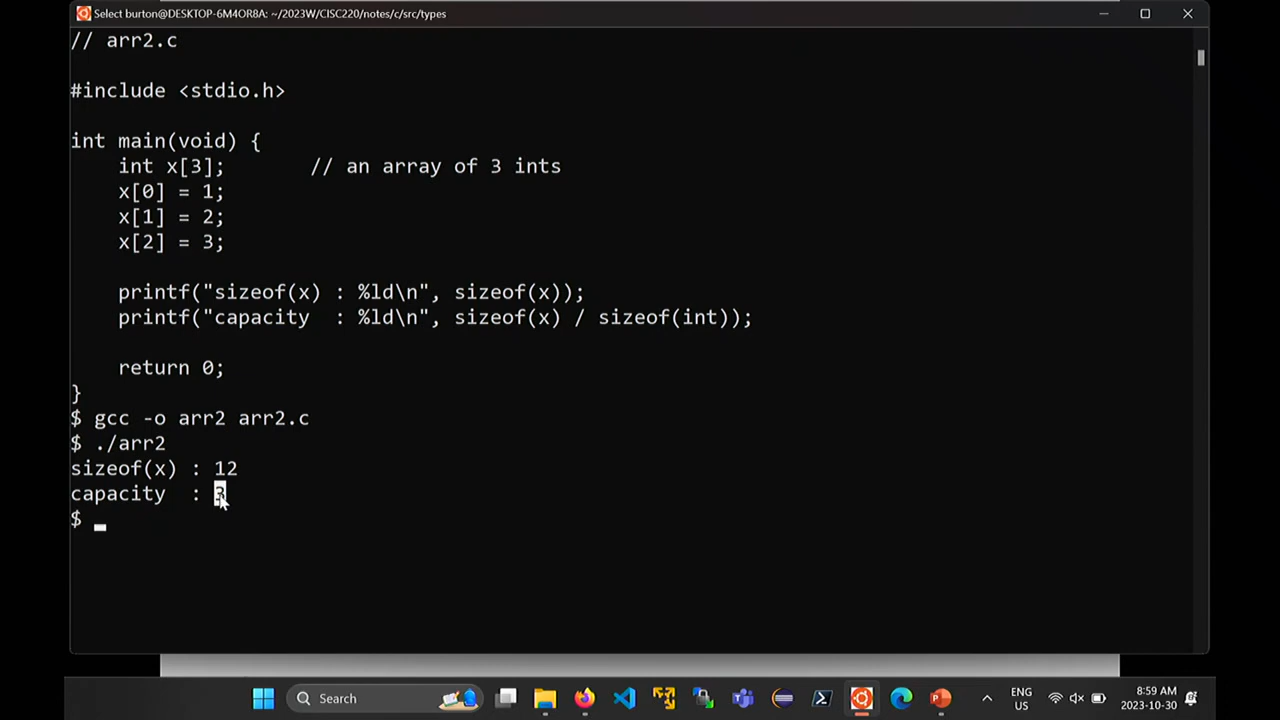 Select burton@DESKTOP-6M4OR8A: ~/2023W/CISC220/notes/c/src/types
// arr2.c
#include <stdio.h>
int main(void) {
    int x[3];       // an array of 3 ints
    x[0] = 1;
    x[1] = 2;
    x[2] = 3;
    printf("sizeof(x) : %ld\n", sizeof(x));
    printf("capacity  : %ld\n", sizeof(x) / sizeof(int));
    return 0;
}
$ gcc -o arr2 arr2.c
$ ./arr2
sizeof(x) : 12
capacity  : 3
$
Search
ENG
US
8:59 AM
2023-10-30